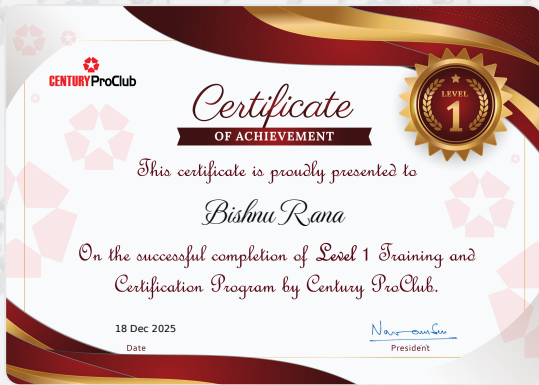 CENTURY ProClub
Certificate
OF ACHIEVEMENT
LEVEL
1
This certificate is proudly presented to
Bishnu Rana
On the successful completion of Level 1 Training and
Certification Program by Century ProClub.
18 Dec 2025
Date
President